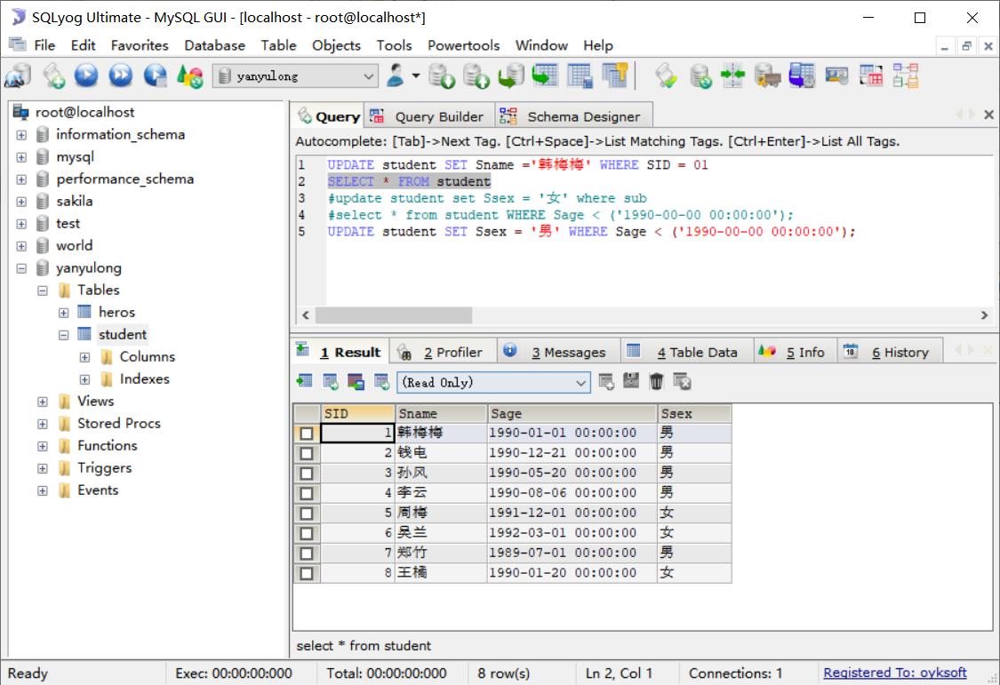 SQLyog Ultimate - MySQL GUI - [localhost - root@localhost*]
File Edit Favorites Database Table Objects Tools Powertools Window Help
yanyulong
root@localhost
information_schema
mysql
performance_schema
sakila
test
world
yanyulong
Tables
heros
student
Columns
Indexes
Views
Stored Procs
Functions
Triggers
Events
Query Query Builder Schema Designer
Autocomplete: [Tab]->Next Tag. [Ctrl+Space]->List Matching Tags. [Ctrl+Enter]->List All Tags.
1 UPDATE student SET Sname ='韩梅梅' WHERE SID = 01
2 SELECT * FROM student
3 #update student set Ssex = '女' where sub
4 #select * from student WHERE Sage < ('1990-00-00 00:00:00');
5 UPDATE student SET Ssex = '男' WHERE Sage < ('1990-00-00 00:00:00');
1 Result 2 Profiler 3 Messages 4 Table Data 5 Info 18 6 History
(Read Only)
SID Sname Sage Ssex
1 韩梅梅 1990-01-01 00:00:00 男
2 钱电 1990-12-21 00:00:00 男
3 孙风 1990-05-20 00:00:00 男
4 李云 1990-08-06 00:00:00 男
5 周梅 1991-12-01 00:00:00 女
6 吴兰 1992-03-01 00:00:00 女
7 郑竹 1989-07-01 00:00:00 男
8 王橘 1990-01-20 00:00:00 女
select * from student
Ready Exec: 00:00:00:000 Total: 00:00:00:000 8 row(s) Ln 2, Col 1 Connections: 1 Registered To: oyksoft